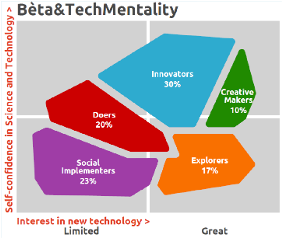 Bèta&TechMentality
Self-confidence in Science and Technology >
Innovators
30%
Creative
Makers
10%
Doers
20%
Social
Implementers
23%
Explorers
17%
Interest in new technology >
Limited
Great